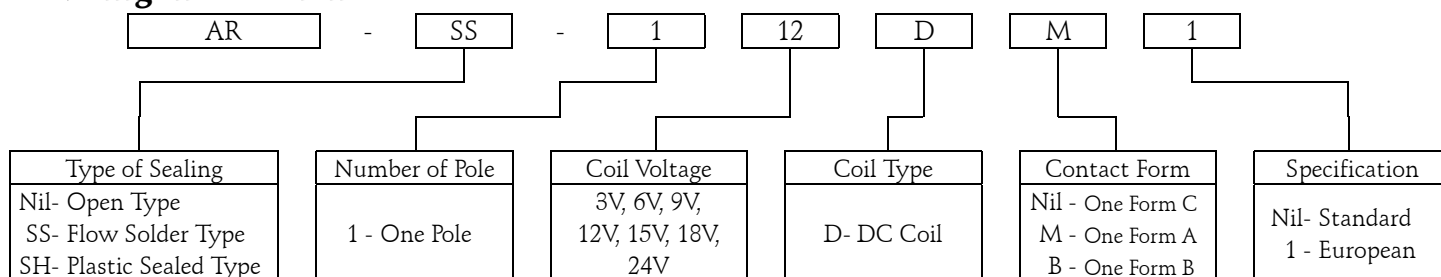 AR - SS - 1 12 D M 1
Type of Sealing
Nil- Open Type
SS- Flow Solder Type
SH- Plastic Sealed Type
Number of Pole
1 - One Pole
Coil Voltage
3V, 6V, 9V,
12V, 15V, 18V,
24V
Coil Type
D- DC Coil
Contact Form
Nil - One Form C
M - One Form A
B - One Form B
Specification
Nil- Standard
1 - European